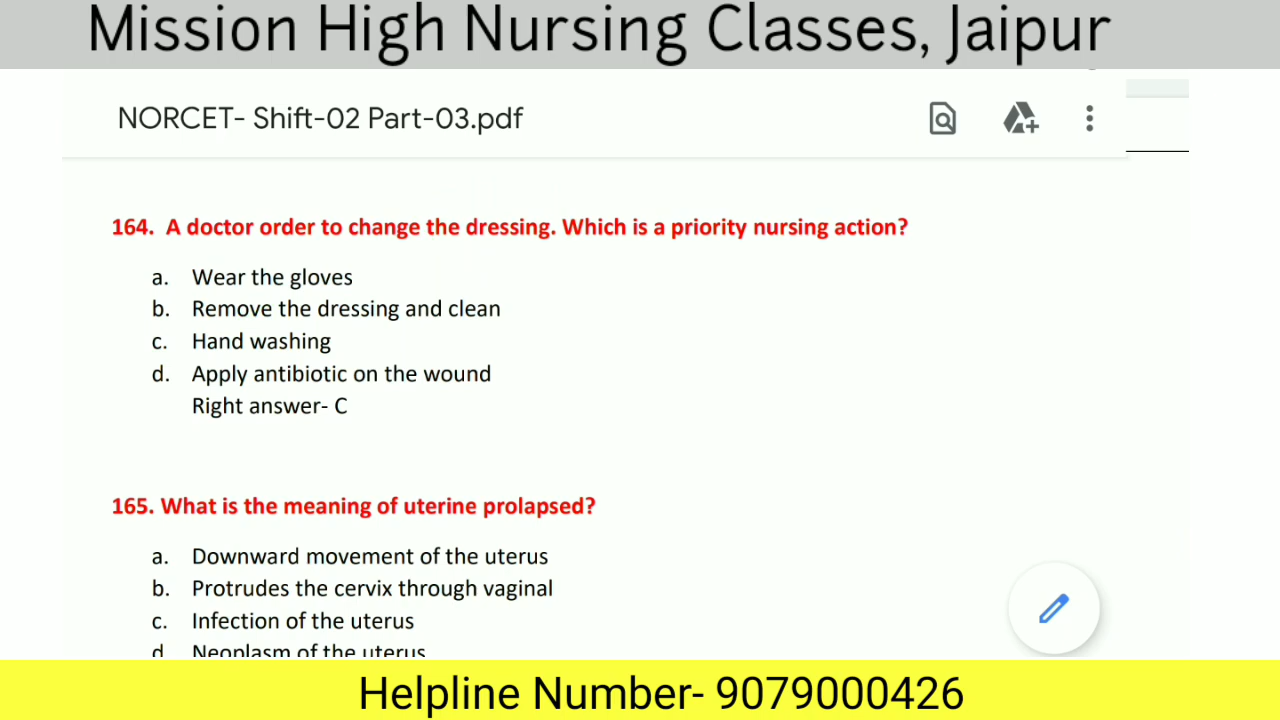 Mission High Nursing Classes, Jaipur
NORCET- Shift-02 Part-03.pdf
164. A doctor order to change the dressing. Which is a priority nursing action?
a. Wear the gloves
b. Remove the dressing and clean
c. Hand washing
d. Apply antibiotic on the wound
Right answer- C
165. What is the meaning of uterine prolapsed?
a. Downward movement of the uterus
b. Protrudes the cervix through vaginal
c. Infection of the uterus
d Neoplasm of the uterus
Helpline Number- 9079000426